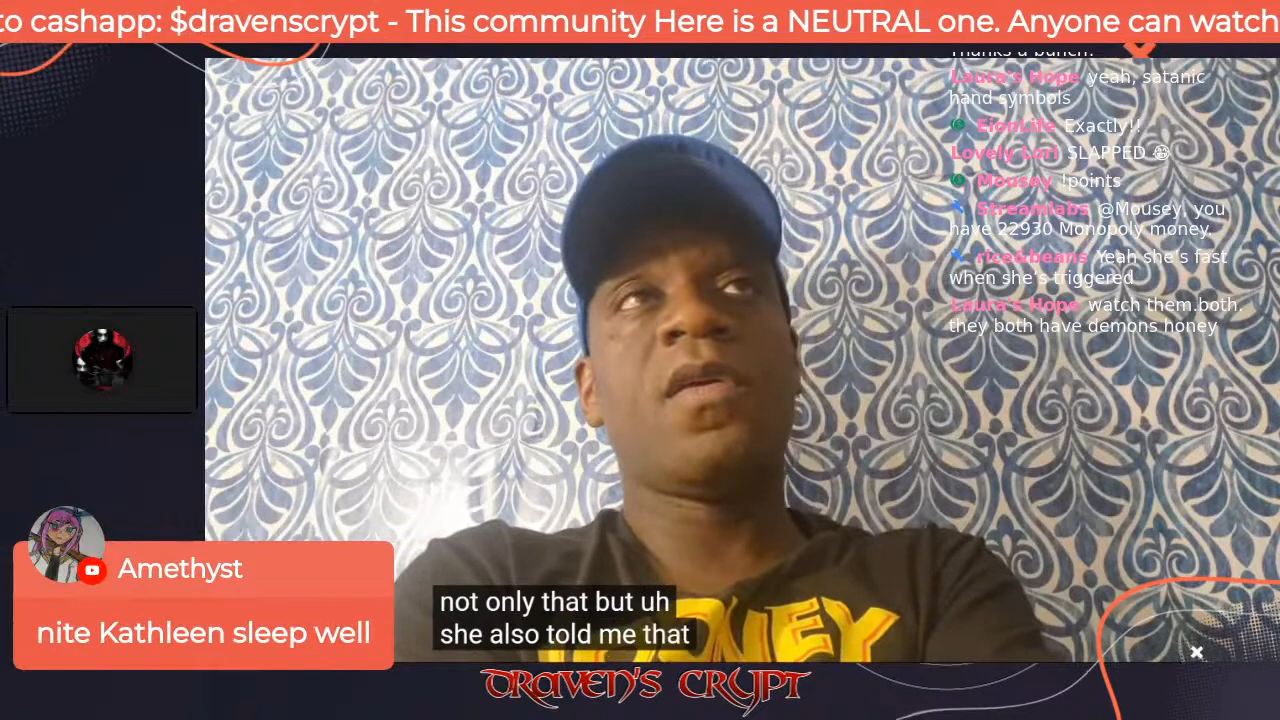 to cashapp: $dravenscrypt - This community Here is a NEUTRAL one. Anyone can watch
Thanks a bunch!
Laura's Hope yeah, satanic
hand symbols
EionLife Exactly!!
Lovely Lori SLAPPED 😂
Mousey !points
Streamlabs @Mousey, you
have 22930 Monopoly money.
rice&beans Yeah she's fast
when she's triggered
Laura's Hope watch them.both.
they both have demons honey
Amethyst
nite Kathleen sleep well
not only that but uh
she also told me that
DRAVEN'S CRYPT